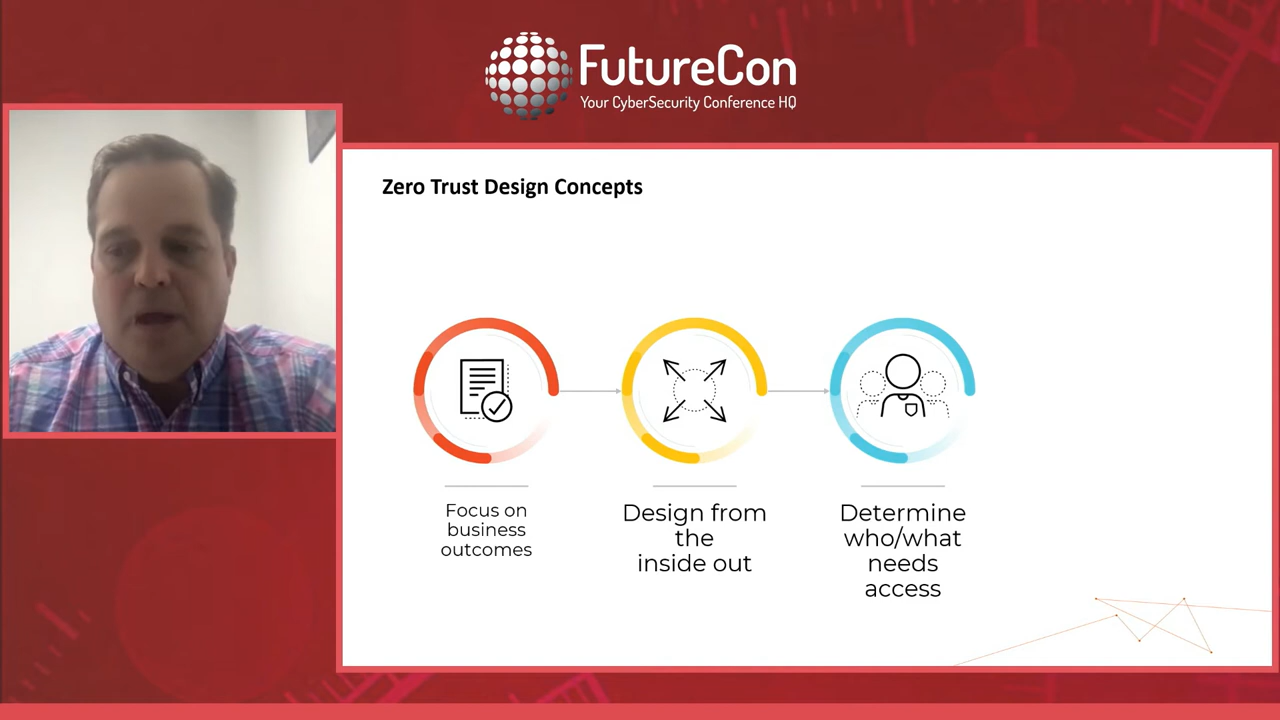 FutureCon
Your CyberSecurity Conference HQ
Zero Trust Design Concepts
Focus on
business
outcomes
Design from
the
inside out
Determine
who/what
needs
access